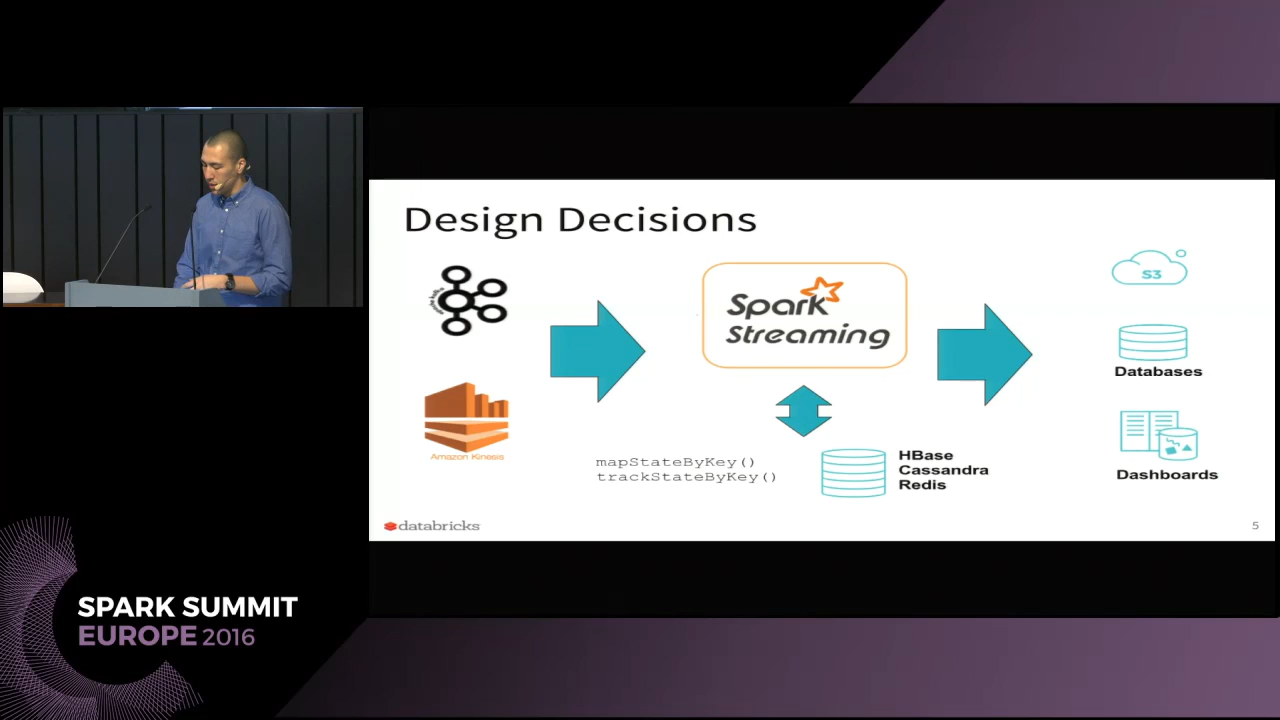 Design Decisions
Spark
Streaming
S3
Databases
Amazon Kinesis
mapStateByKey()
trackStateByKey()
HBase
Cassandra
Redis
Dashboards
databricks
5
SPARK SUMMIT
EUROPE 2016